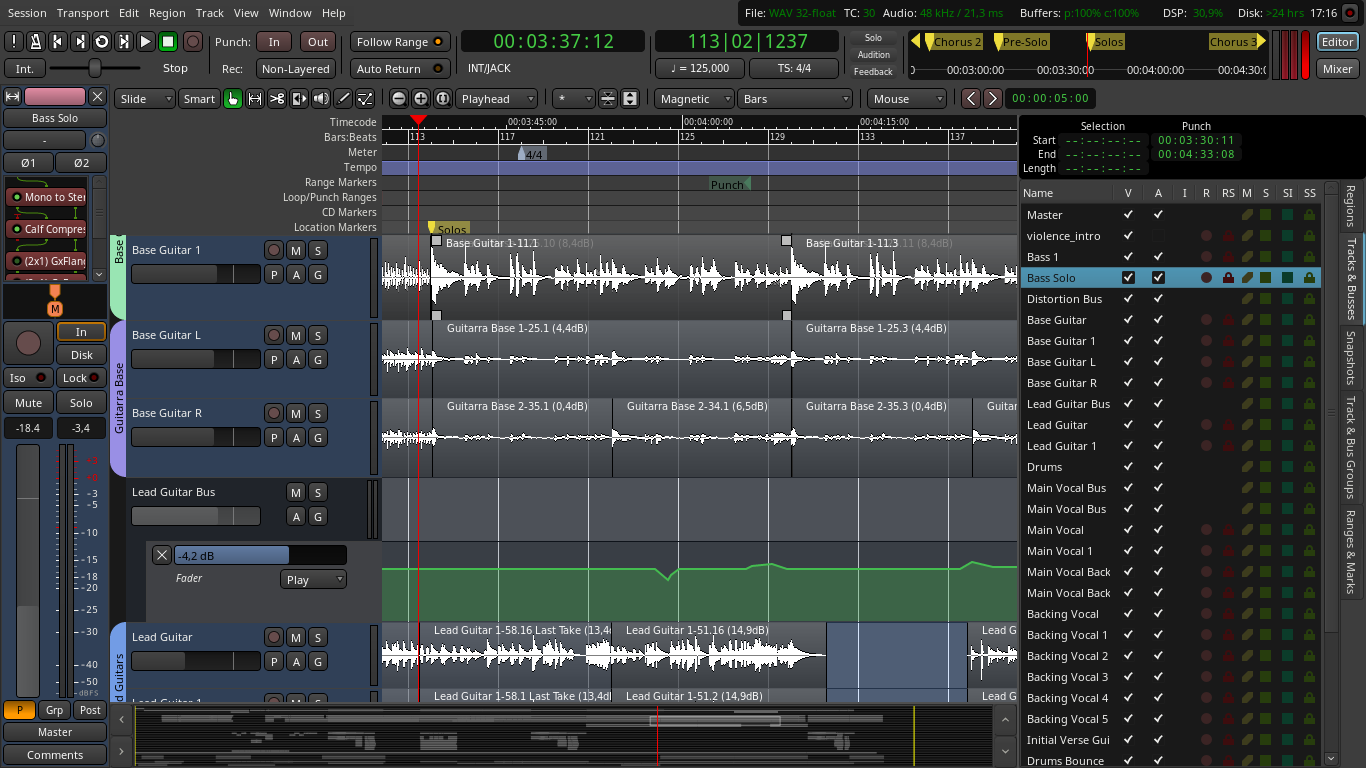 Session Transport Edit Region Track View Window Help
File: WAV 32-float TC: 30 Audio: 48 kHz / 21,3 ms Buffers: p:100% c:100% DSP: 30,9% Disk: >24 hrs 17:16
Punch: In Out Follow Range
00:03:37:12
113|02|1237
Solo
Audition
Feedback
Chorus 2 Pre-Solo Solos Chorus 3
00:03:00:00 00:03:30:00 00:04:00:00 00:04:30:0
Editor
Mixer
Int. Stop Rec: Non-Layered Auto Return INT/JACK ♩ = 125,000 TS: 4/4
Slide Smart Playhead * Magnetic Bars Mouse 00:00:05:00
Bass Solo
-
Ø1 Ø2
Mono to Ster
Calf Compres
(2x1) GxFlang
M
In
Disk
Iso Lock
Mute Solo
-18.4 -3,4
+3
-0
-3
-5
-10
-15
-18
-20
-25
-30
-40
-50
dBFS
P Grp Post
Master
Comments
Timecode 00:03:45:00 00:04:00:00 00:04:15:00
Bars:Beats 113 117 121 125 129 133 137
Meter 4/4
Tempo
Range Markers Punch
Loop/Punch Ranges
CD Markers
Location Markers Solos
Base
Base Guitar 1 M S
P A G
Base Guitar 1-11.1 Base Guitar 1-11.3
Guitarra Base
Base Guitar L M S
P A G
Guitarra Base 1-25.1 (4,4dB) Guitarra Base 1-25.3 (4,4dB)
Base Guitar R M S
P A G
Guitarra Base 2-35.1 (0,4dB) Guitarra Base 2-34.1 (6,5dB) Guitarra Base 2-35.3 (0,4dB) Guitar
Lead Guitar Bus M S
A G
-4,2 dB
Fader Play
d Guitars
Lead Guitar M S
P A G
Lead Guitar 1-58.16 Last Take (13,4 Lead Guitar 1-51.16 (14,9dB) Lead G
Lead Guitar 1 M S
Lead Guitar 1-58.1 Last Take (13,4dl Lead Guitar 1-51.2 (14,9dB) Lead G
Selection Punch
Start --:--:--:-- 00:03:30:11
End --:--:--:-- 00:04:33:08
Length --:--:--:--
Name V A I R RS M S SI SS
Master
violence_intro
Bass 1
Bass Solo
Distortion Bus
Base Guitar
Base Guitar 1
Base Guitar L
Base Guitar R
Lead Guitar Bus
Lead Guitar
Lead Guitar 1
Drums
Main Vocal Bus
Main Vocal Bus
Main Vocal
Main Vocal 1
Main Vocal Back
Main Vocal Back
Backing Vocal
Backing Vocal 1
Backing Vocal 2
Backing Vocal 3
Backing Vocal 4
Backing Vocal 5
Initial Verse Gui
Drums Bounce
Regions
Tracks & Busses
Snapshots
Track & Bus Groups
Ranges & Marks